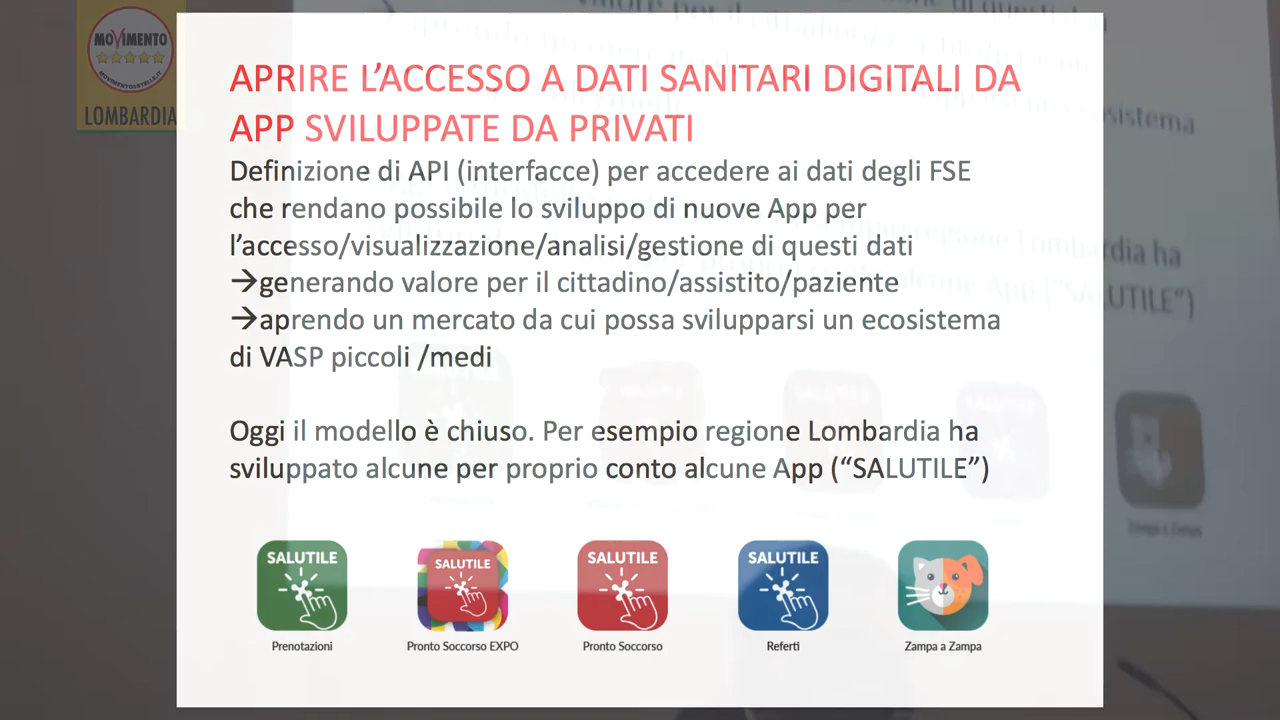 MOVIMENTO
MOVIMENTO5STELLE.IT
LOMBARDIA
APRIRE L’ACCESSO A DATI SANITARI DIGITALI DA
APP SVILUPPATE DA PRIVATI
Definizione di API (interfacce) per accedere ai dati degli FSE
che rendano possibile lo sviluppo di nuove App per
l’accesso/visualizzazione/analisi/gestione di questi dati
→generando valore per il cittadino/assistito/paziente
→aprendo un mercato da cui possa svilupparsi un ecosistema
di VASP piccoli /medi
Oggi il modello è chiuso. Per esempio regione Lombardia ha
sviluppato alcune per proprio conto alcune App (“SALUTILE”)
SALUTILE
SALUTILE
SALUTILE
SALUTILE
Prenotazioni
Pronto Soccorso EXPO
Pronto Soccorso
Referti
Zampa a Zampa